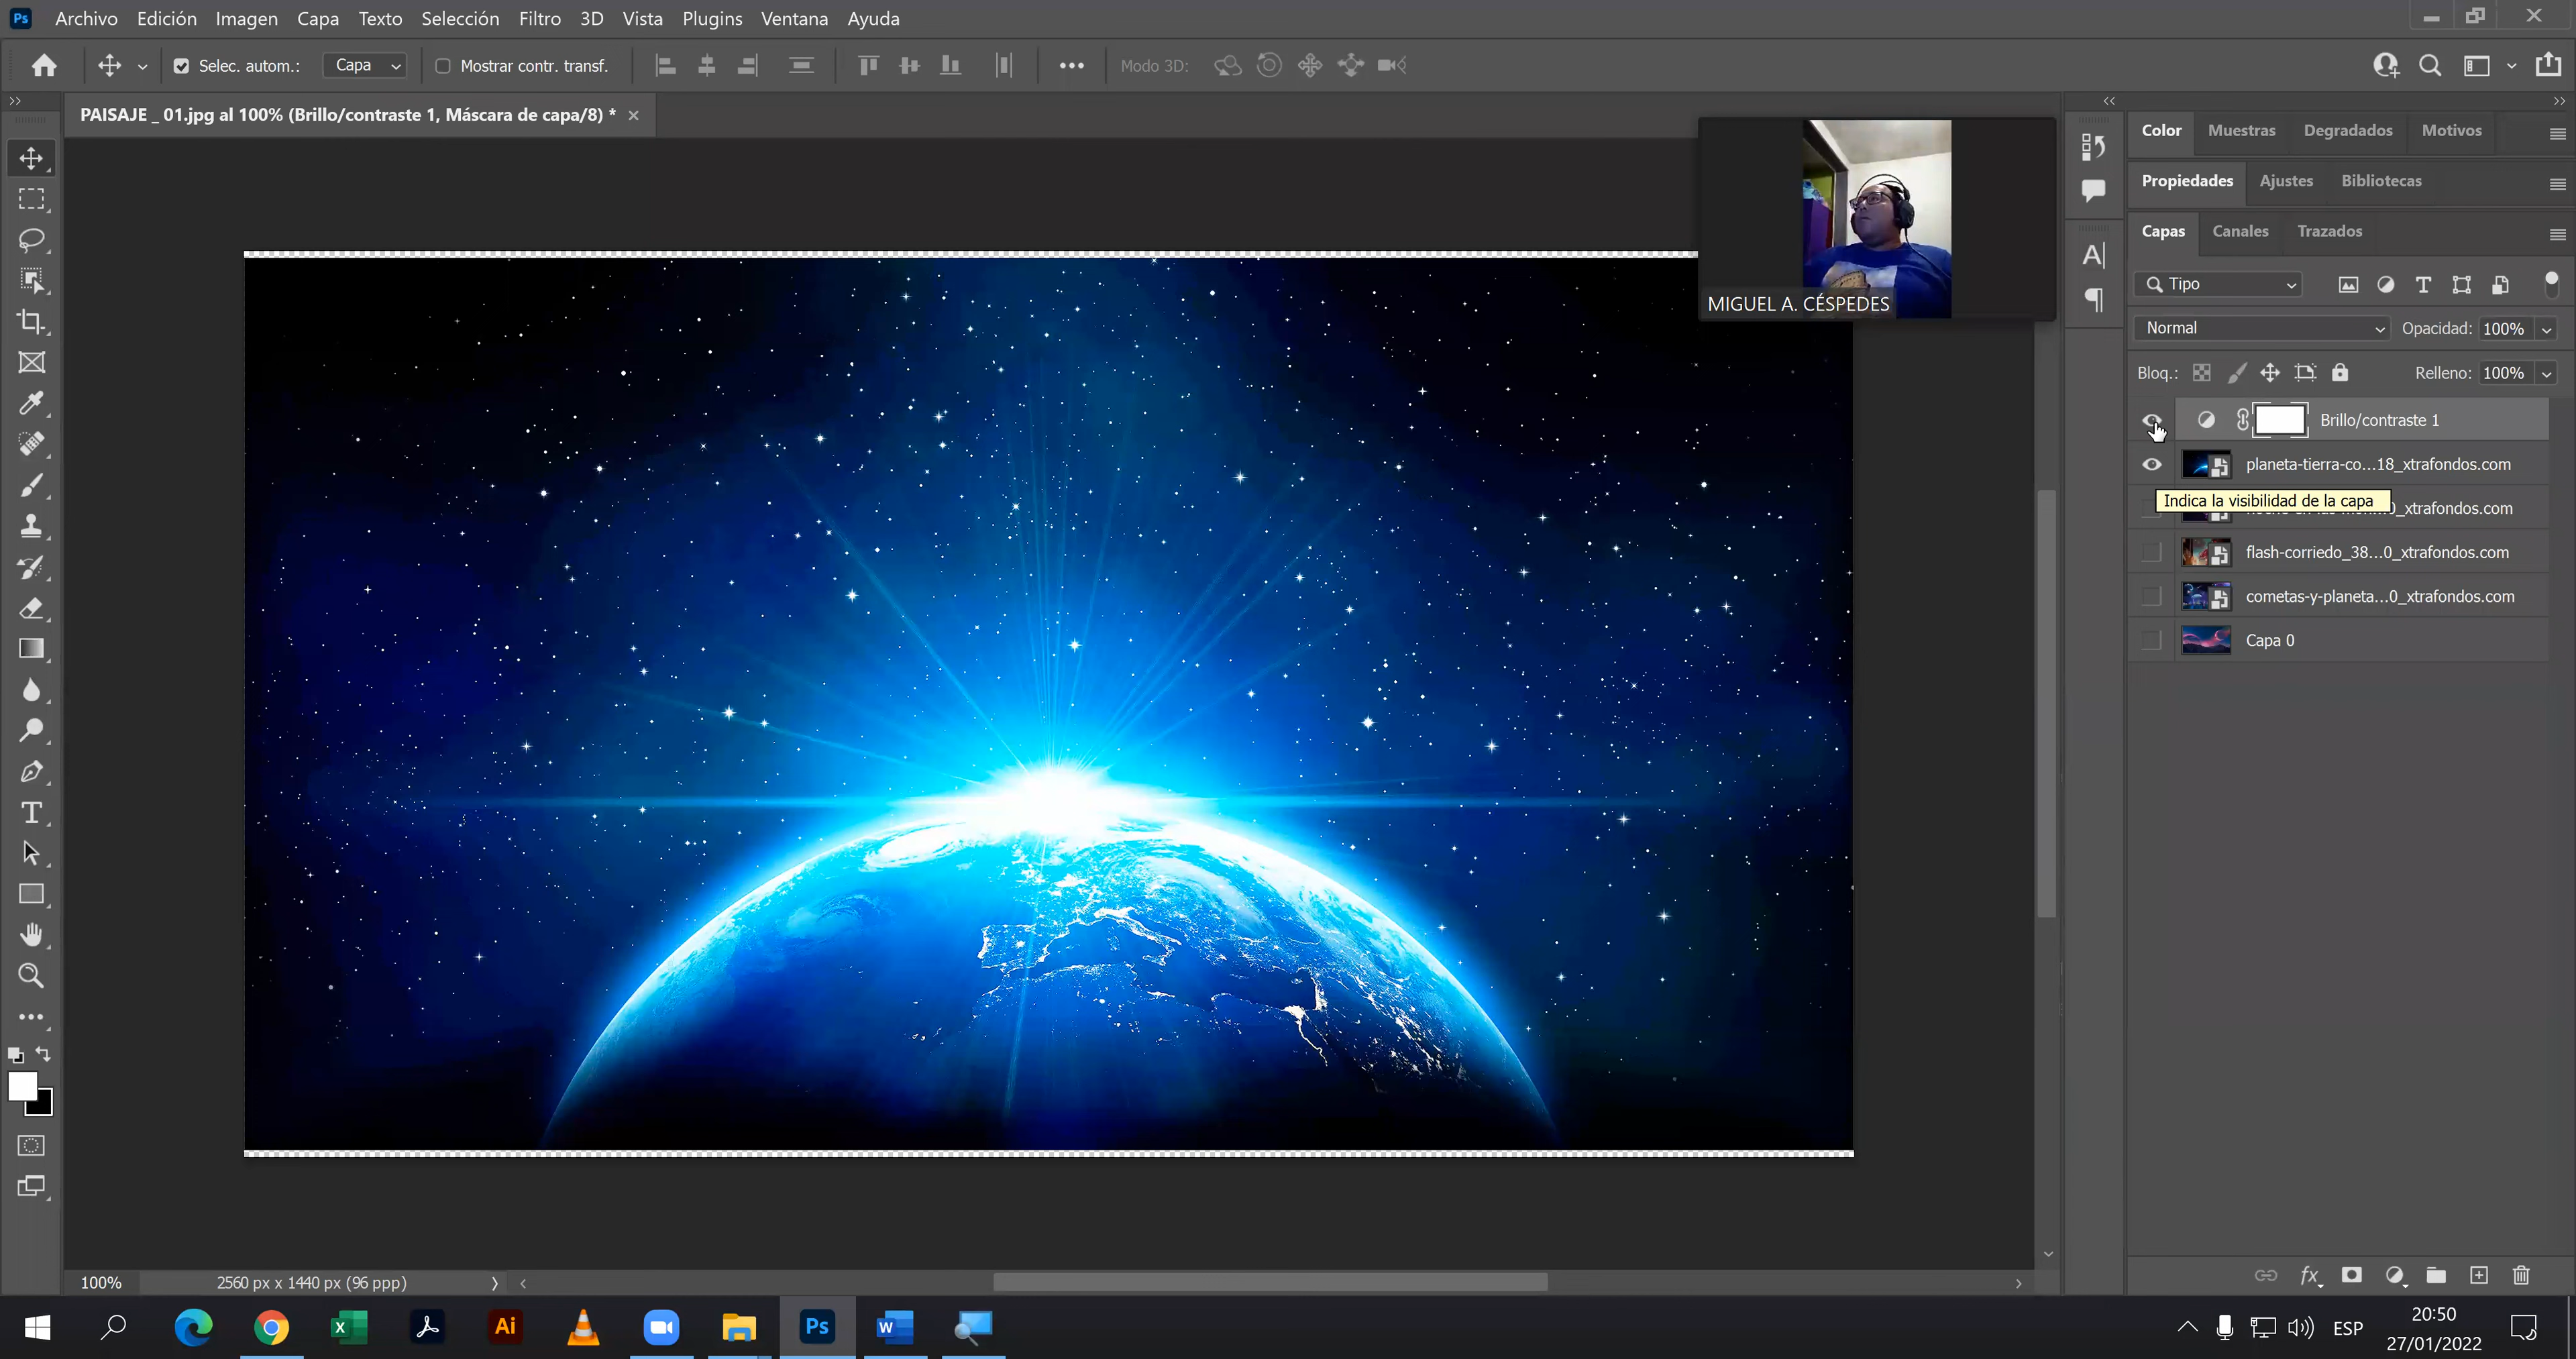 Ps Archivo Edición Imagen Capa Texto Selección Filtro 3D Vista Plugins Ventana Ayuda
Selec. autom.: Capa Mostrar contr. transf. Modo 3D:
PAISAJE _ 01.jpg al 100% (Brillo/contraste 1, Máscara de capa/8) *
MIGUEL A. CÉSPEDES
Color Muestras Degradados Motivos
Propiedades Ajustes Bibliotecas
Capas Canales Trazados
Tipo
Normal Opacidad: 100%
Bloq.: Relleno: 100%
Brillo/contraste 1
planeta-tierra-co...18_xtrafondos.com
Indica la visibilidad de la capa
_xtrafondos.com
flash-corriedo_38...0_xtrafondos.com
cometas-y-planeta...0_xtrafondos.com
Capa 0
100% 2560 px x 1440 px (96 ppp)
fx
Ai Ps W
ESP
20:50
27/01/2022